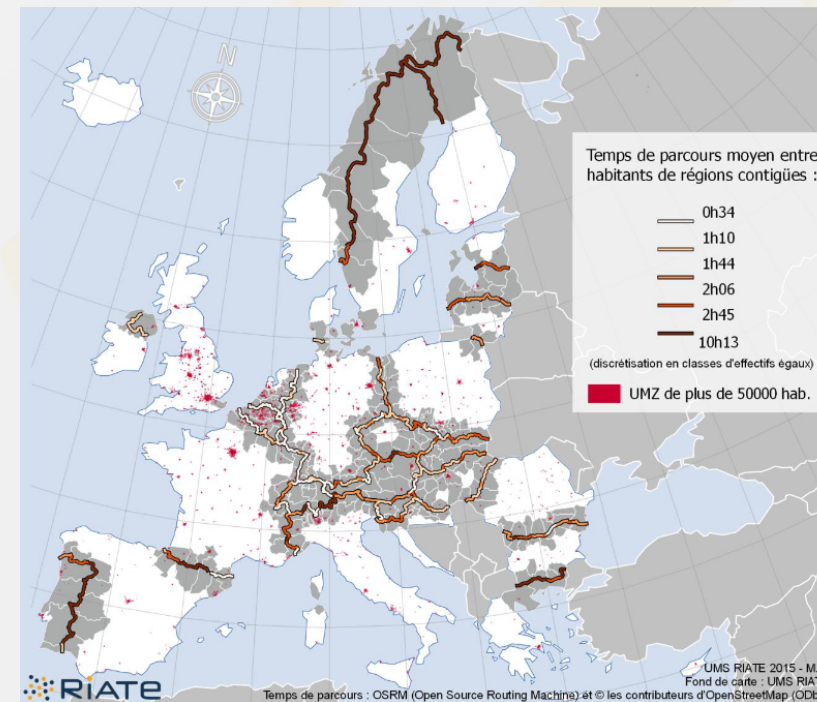 N
Temps de parcours moyen entre
habitants de régions contigües :
0h34
1h10
1h44
2h06
2h45
10h13
(discrétisation en classes d'effectifs égaux)
UMZ de plus de 50000 hab.
UMS RIATE 2015 - M.
Fond de carte : UMS RIAT
RIATE
Temps de parcours : OSRM (Open Source Routing Machine) et © les contributeurs d'OpenStreetMap (ODb